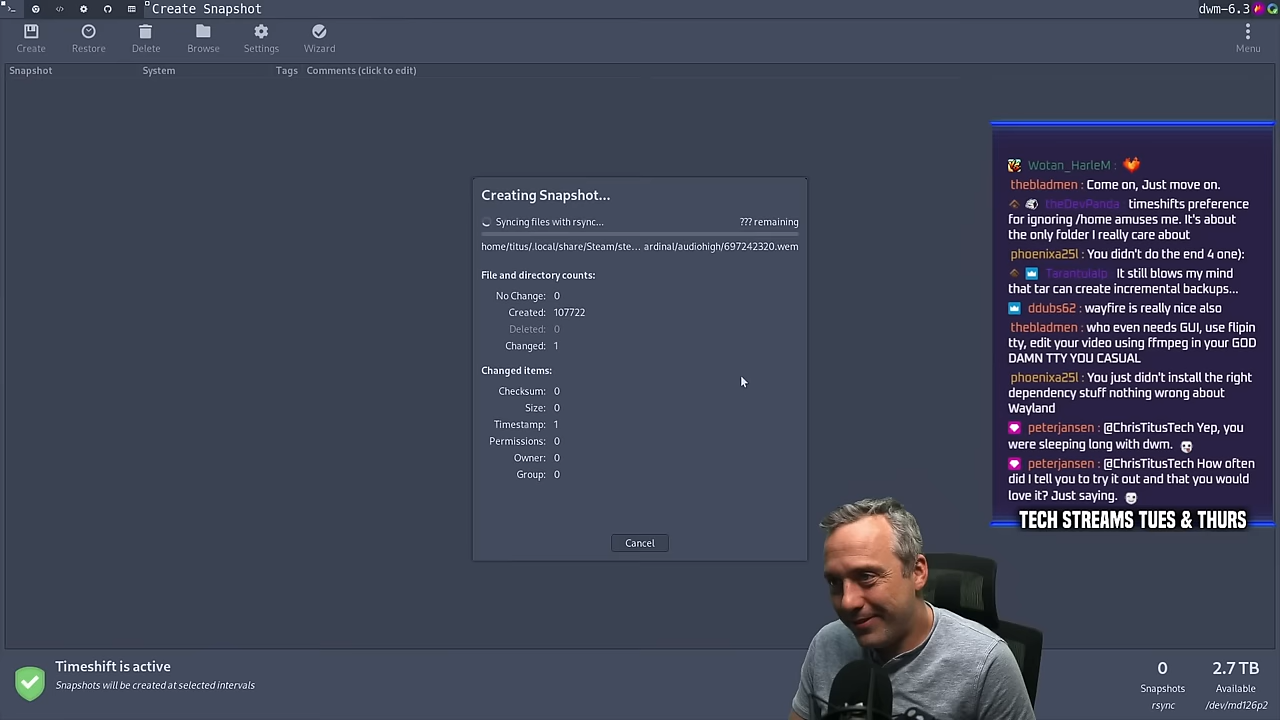 Create Snapshot
dwm-6.3
Create
Restore
Delete
Browse
Settings
Wizard
Menu
Snapshot
System
Tags
Comments (click to edit)
Creating Snapshot...
Syncing files with rsync...
??? remaining
home/titus/.local/share/Steam/ste... ardinal/audiohigh/697242320.wem
File and directory counts:
No Change: 0
Created: 107722
Deleted: 0
Changed: 1
Changed items:
Checksum: 0
Size: 0
Timestamp: 1
Permissions: 0
Owner: 0
Group: 0
Cancel
Wotan_HarleM :
thebladmen : Come on, Just move on.
theDevPanda : timeshifts preference
for ignoring /home amuses me. It's about
the only folder I really care about
phoenixa25l : You didn't do the end 4 one):
Tarantulalp : It still blows my mind
that tar can create incremental backups...
ddubs62 : wayfire is really nice also
thebladmen : who even needs GUI, use flipin
tty, edit your video using ffmpeg in your GOD
DAMN TTY YOU CASUAL
phoenixa25l : You just didn't install the right
dependency stuff nothing wrong about
Wayland
peterjansen : @ChrisTitusTech Yep, you
were sleeping long with dwm.
peterjansen : @ChrisTitusTech How often
did I tell you to try it out and that you would
love it? Just saying.
TECH STREAMS TUES & THURS
Timeshift is active
Snapshots will be created at selected intervals
0
Snapshots
rsync
2.7 TB
Available
/dev/md126p2